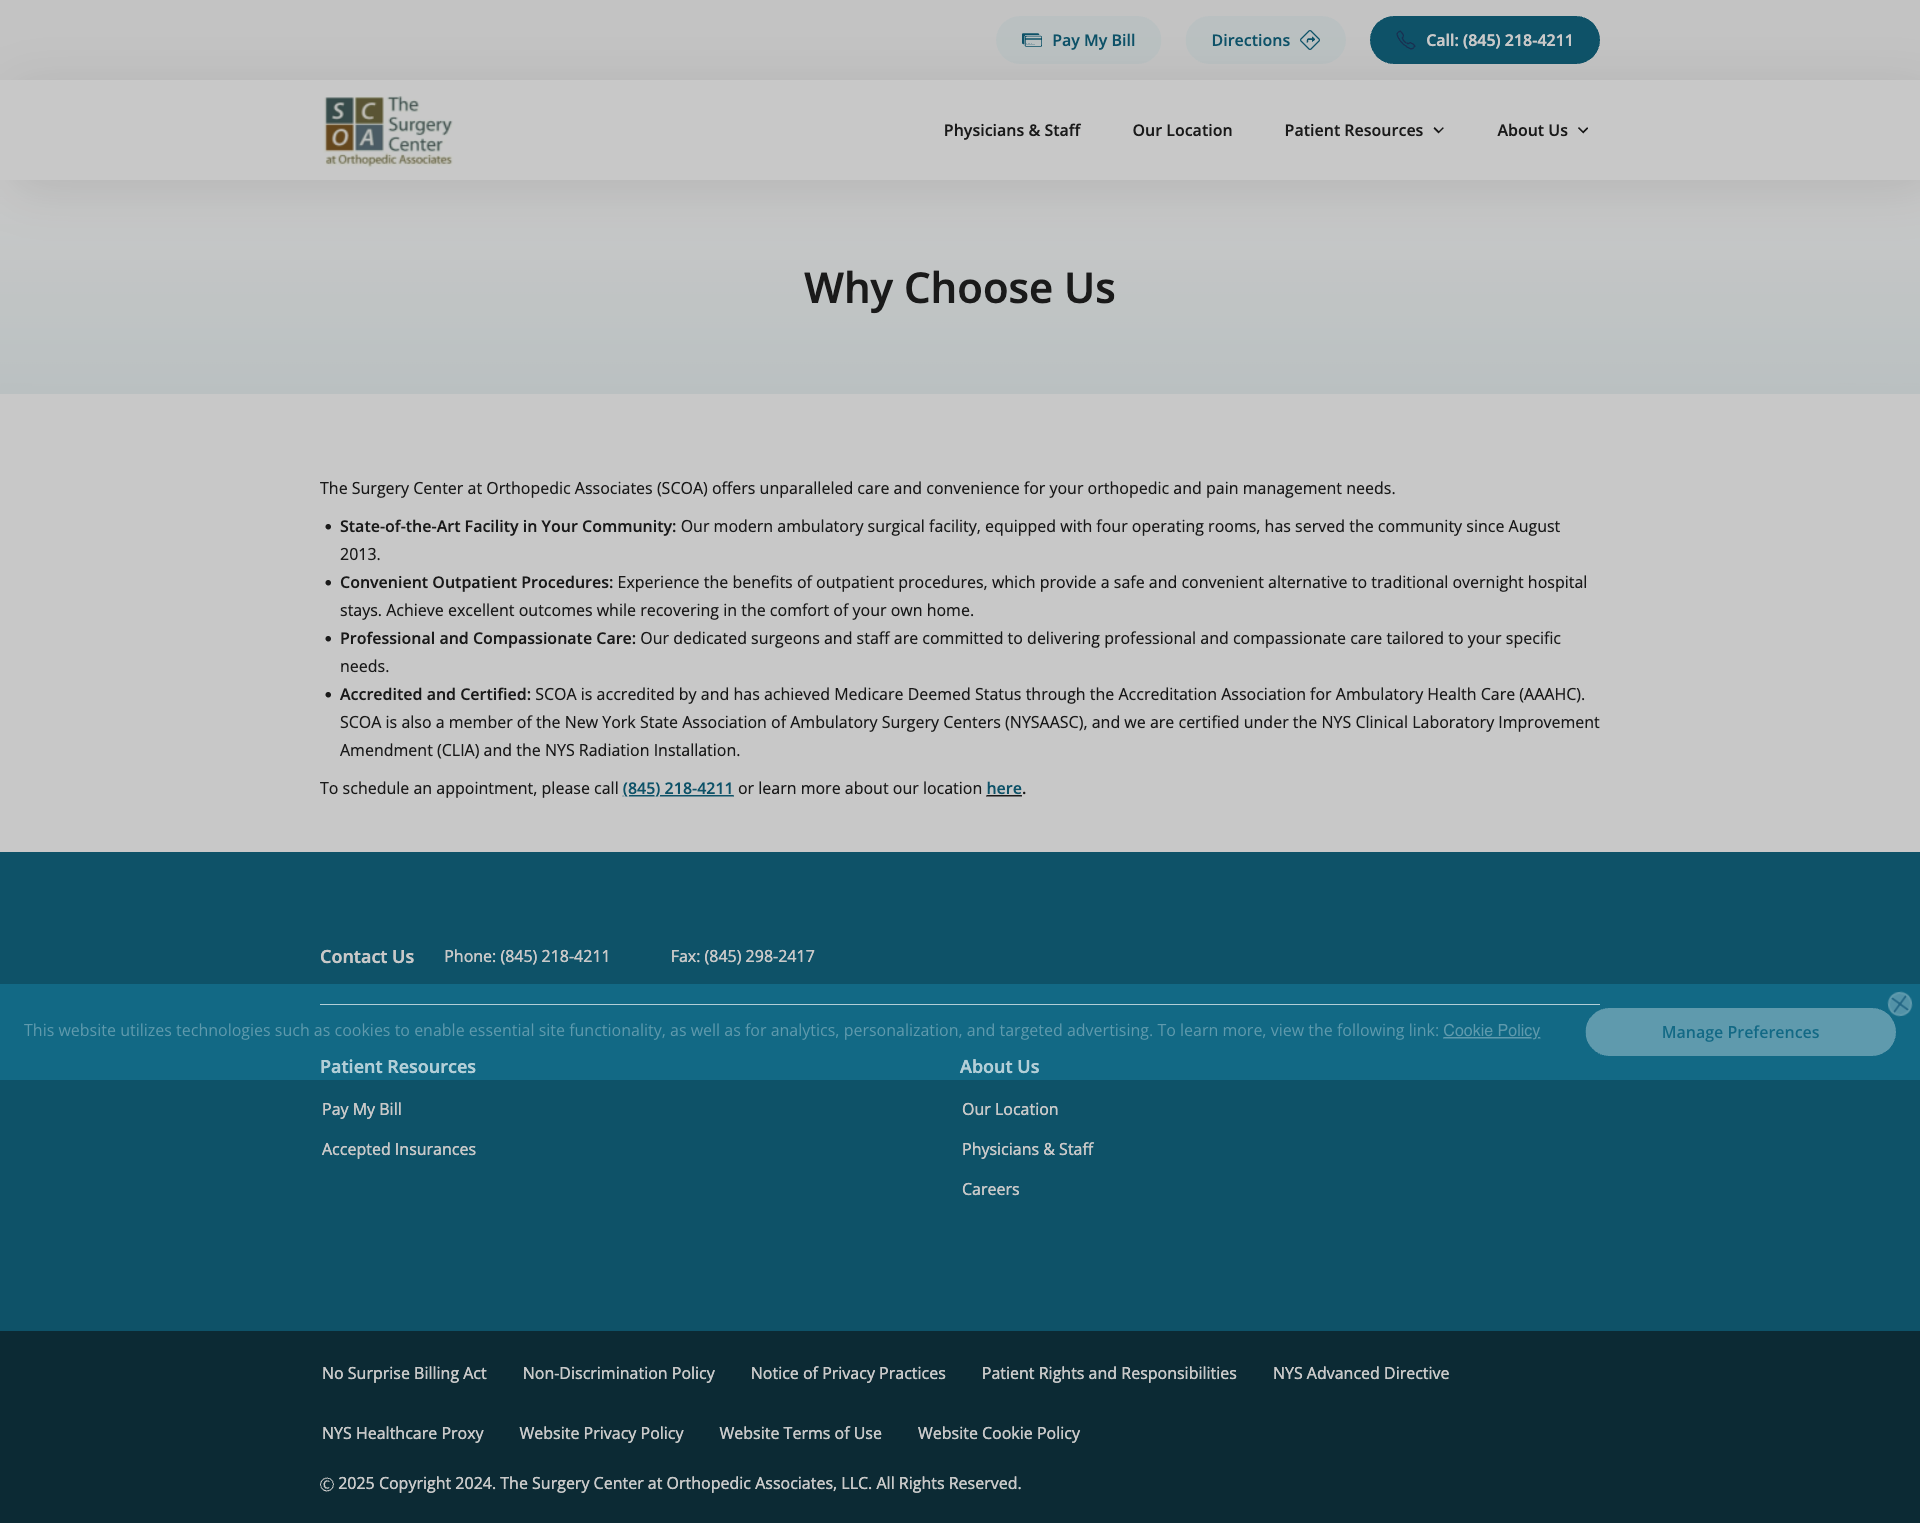 Pay My Bill
Directions
Call: (845) 218-4211
S C O A
The
Surgery
Center
at Orthopedic Associates
Physicians & Staff
Our Location
Patient Resources
About Us
Why Choose Us
The Surgery Center at Orthopedic Associates (SCOA) offers unparalleled care and convenience for your orthopedic and pain management needs.
• State-of-the-Art Facility in Your Community: Our modern ambulatory surgical facility, equipped with four operating rooms, has served the community since August
2013.
• Convenient Outpatient Procedures: Experience the benefits of outpatient procedures, which provide a safe and convenient alternative to traditional overnight hospital
stays. Achieve excellent outcomes while recovering in the comfort of your own home.
• Professional and Compassionate Care: Our dedicated surgeons and staff are committed to delivering professional and compassionate care tailored to your specific
needs.
• Accredited and Certified: SCOA is accredited by and has achieved Medicare Deemed Status through the Accreditation Association for Ambulatory Health Care (AAAHC).
SCOA is also a member of the New York State Association of Ambulatory Surgery Centers (NYSAASC), and we are certified under the NYS Clinical Laboratory Improvement
Amendment (CLIA) and the NYS Radiation Installation.
To schedule an appointment, please call (845) 218-4211 or learn more about our location here.
Contact Us
Phone: (845) 218-4211
Fax: (845) 298-2417
This website utilizes technologies such as cookies to enable essential site functionality, as well as for analytics, personalization, and targeted advertising. To learn more, view the following link: Cookie Policy
Manage Preferences
Patient Resources
Pay My Bill
Accepted Insurances
About Us
Our Location
Physicians & Staff
Careers
No Surprise Billing Act
Non-Discrimination Policy
Notice of Privacy Practices
Patient Rights and Responsibilities
NYS Advanced Directive
NYS Healthcare Proxy
Website Privacy Policy
Website Terms of Use
Website Cookie Policy
© 2025 Copyright 2024. The Surgery Center at Orthopedic Associates, LLC. All Rights Reserved.